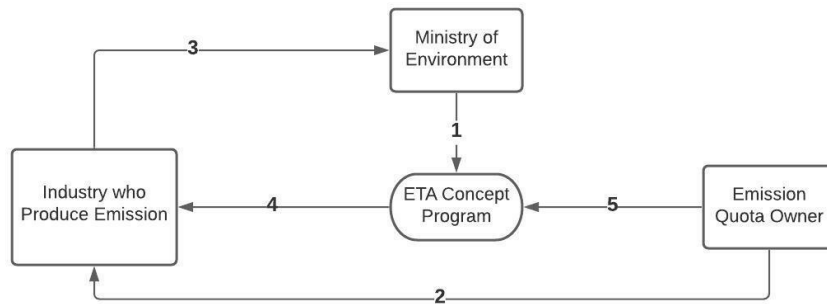 3
Ministry of
Environment
1
Industry who
Produce Emission
4
ETA Concept
Program
5
Emission
Quota Owner
2